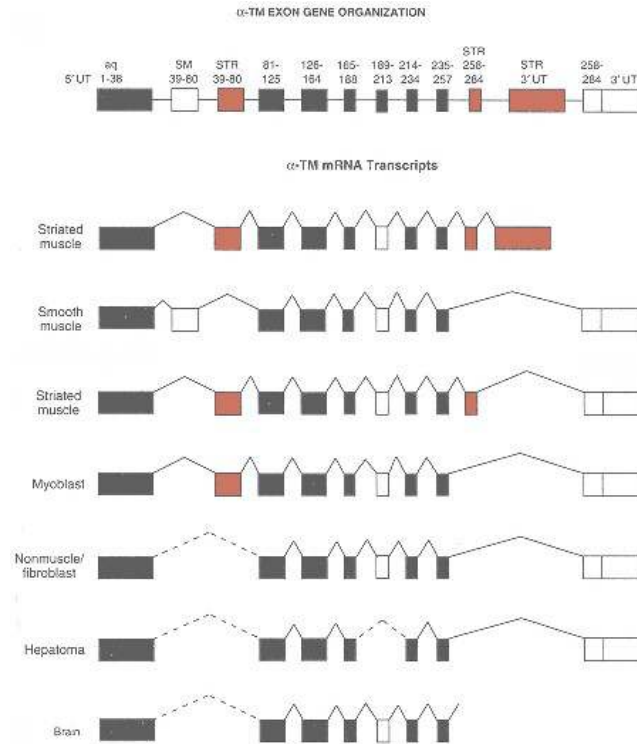 α-TM EXON GENE ORGANIZATION
aq SM STR 81- 126- 165- 189- 214- 235- STR 258- STR 258-
5' UT 1-38 39-80 39-80 125 164 188 213 234 257 284 3' UT 284 3' UT
α-TM mRNA Transcripts
Striated
muscle
Smooth
muscle
Striated
muscle
Myoblast
Nonmuscle/
fibroblast
Hepatoma
Brain